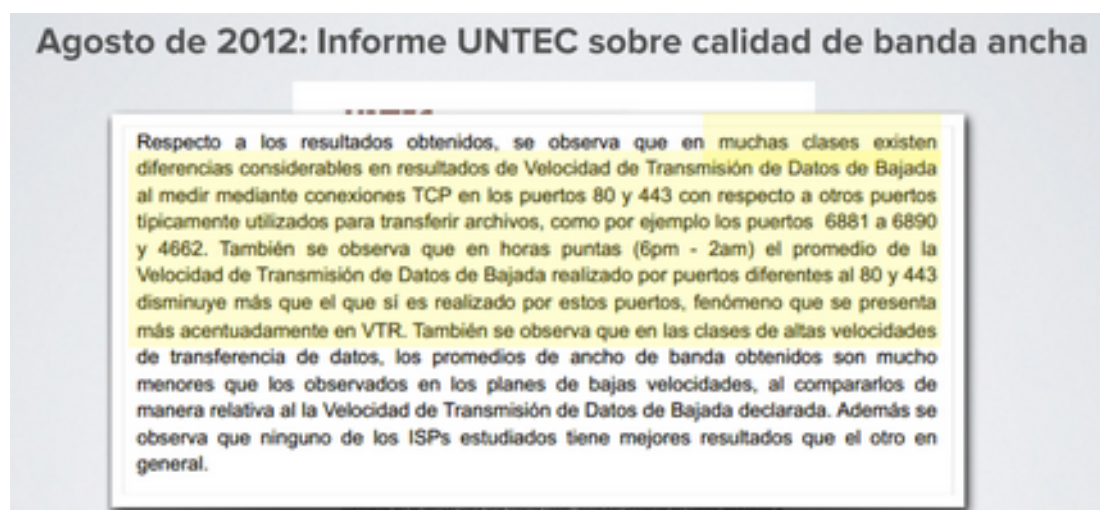 Agosto de 2012: Informe UNTEC sobre calidad de banda ancha
Respecto a los resultados obtenidos, se observa que en muchas clases existen
diferencias considerables en resultados de Velocidad de Transmisión de Datos de Bajada
al medir mediante conexiones TCP en los puertos 80 y 443 con respecto a otros puertos
típicamente utilizados para transferir archivos, como por ejemplo los puertos 6881 a 6890
y 4662. También se observa que en horas puntas (6pm - 2am) el promedio de la
Velocidad de Transmisión de Datos de Bajada realizado por puertos diferentes al 80 y 443
disminuye más que el que sí es realizado por estos puertos, fenómeno que se presenta
más acentuadamente en VTR. También se observa que en las clases de altas velocidades
de transferencia de datos, los promedios de ancho de banda obtenidos son mucho
menores que los observados en los planes de bajas velocidades, al compararlos de
manera relativa al la Velocidad de Transmisión de Datos de Bajada declarada. Además se
observa que ninguno de los ISPs estudiados tiene mejores resultados que el otro en
general.